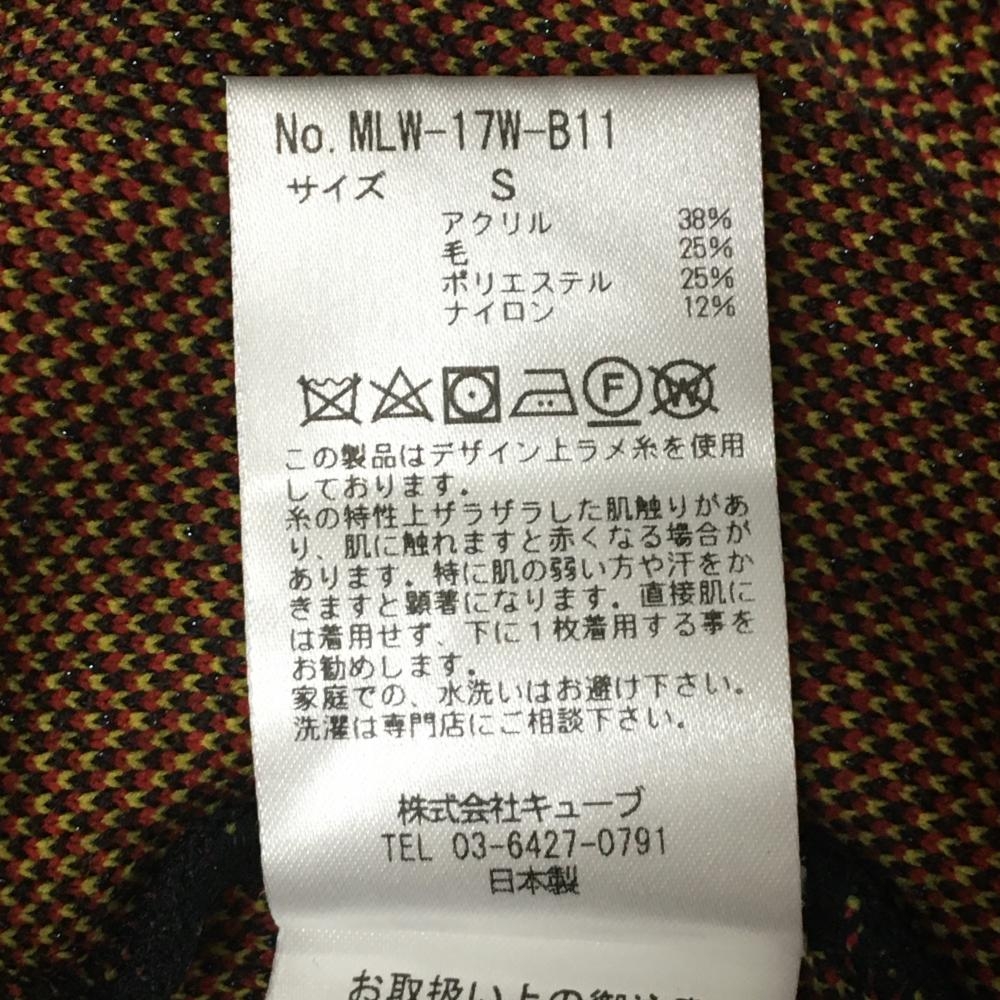 No. MLW-17W-B11
サイズ S
アクリル 38%
毛 25%
ポリエステル 25%
ナイロン 12%
F W
この製品はデザイン上ラメ糸を使用
しております。
糸の特性上ザラザラした肌触りがあ
り、肌に触れますと赤くなる場合が
あります。特に肌の弱い方や汗をか
きますと顕著になります。直接肌に
は着用せず、下に1枚着用する事を
お勧めします。
家庭での、水洗いはお避け下さい。
洗濯は専門店にご相談下さい。
株式会社キューブ
TEL 03-6427-0791
日本製
お取扱い上の御